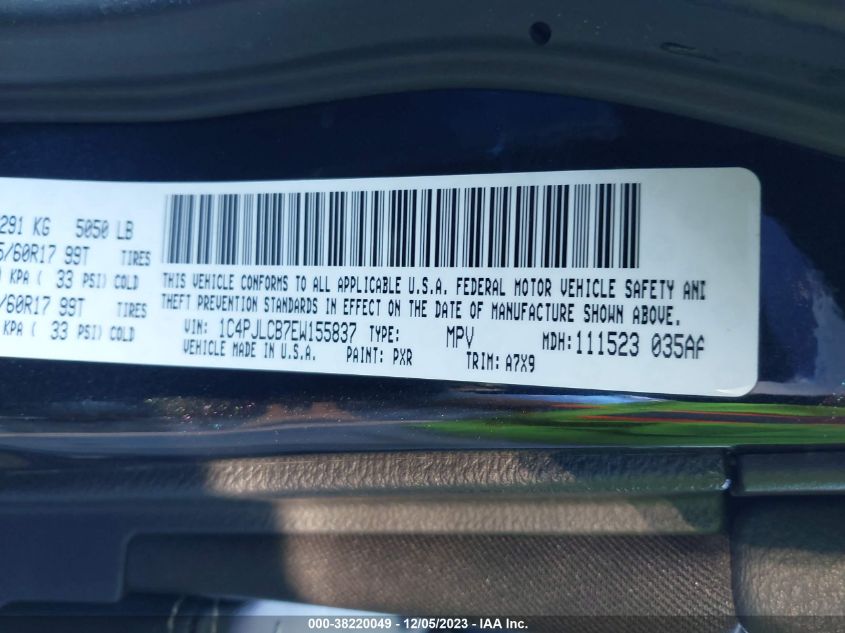 291 KG 5050 LB
/60R17 99T TIRES
KPA ( 33 PSI) COLD
/60R17 99T TIRES
KPA ( 33 PSI) COLD
THIS VEHICLE CONFORMS TO ALL APPLICABLE U.S.A. FEDERAL MOTOR VEHICLE SAFETY AND
THEFT PREVENTION STANDARDS IN EFFECT ON THE DATE OF MANUFACTURE SHOWN ABOVE.
VIN: 1C4PJLCB7EW155837 TYPE: MPV MDH: 111523 035AF
VEHICLE MADE IN U.S.A. PAINT: PXR TRIM: A7X9
000-38220049 - 12/05/2023 - IAA Inc.